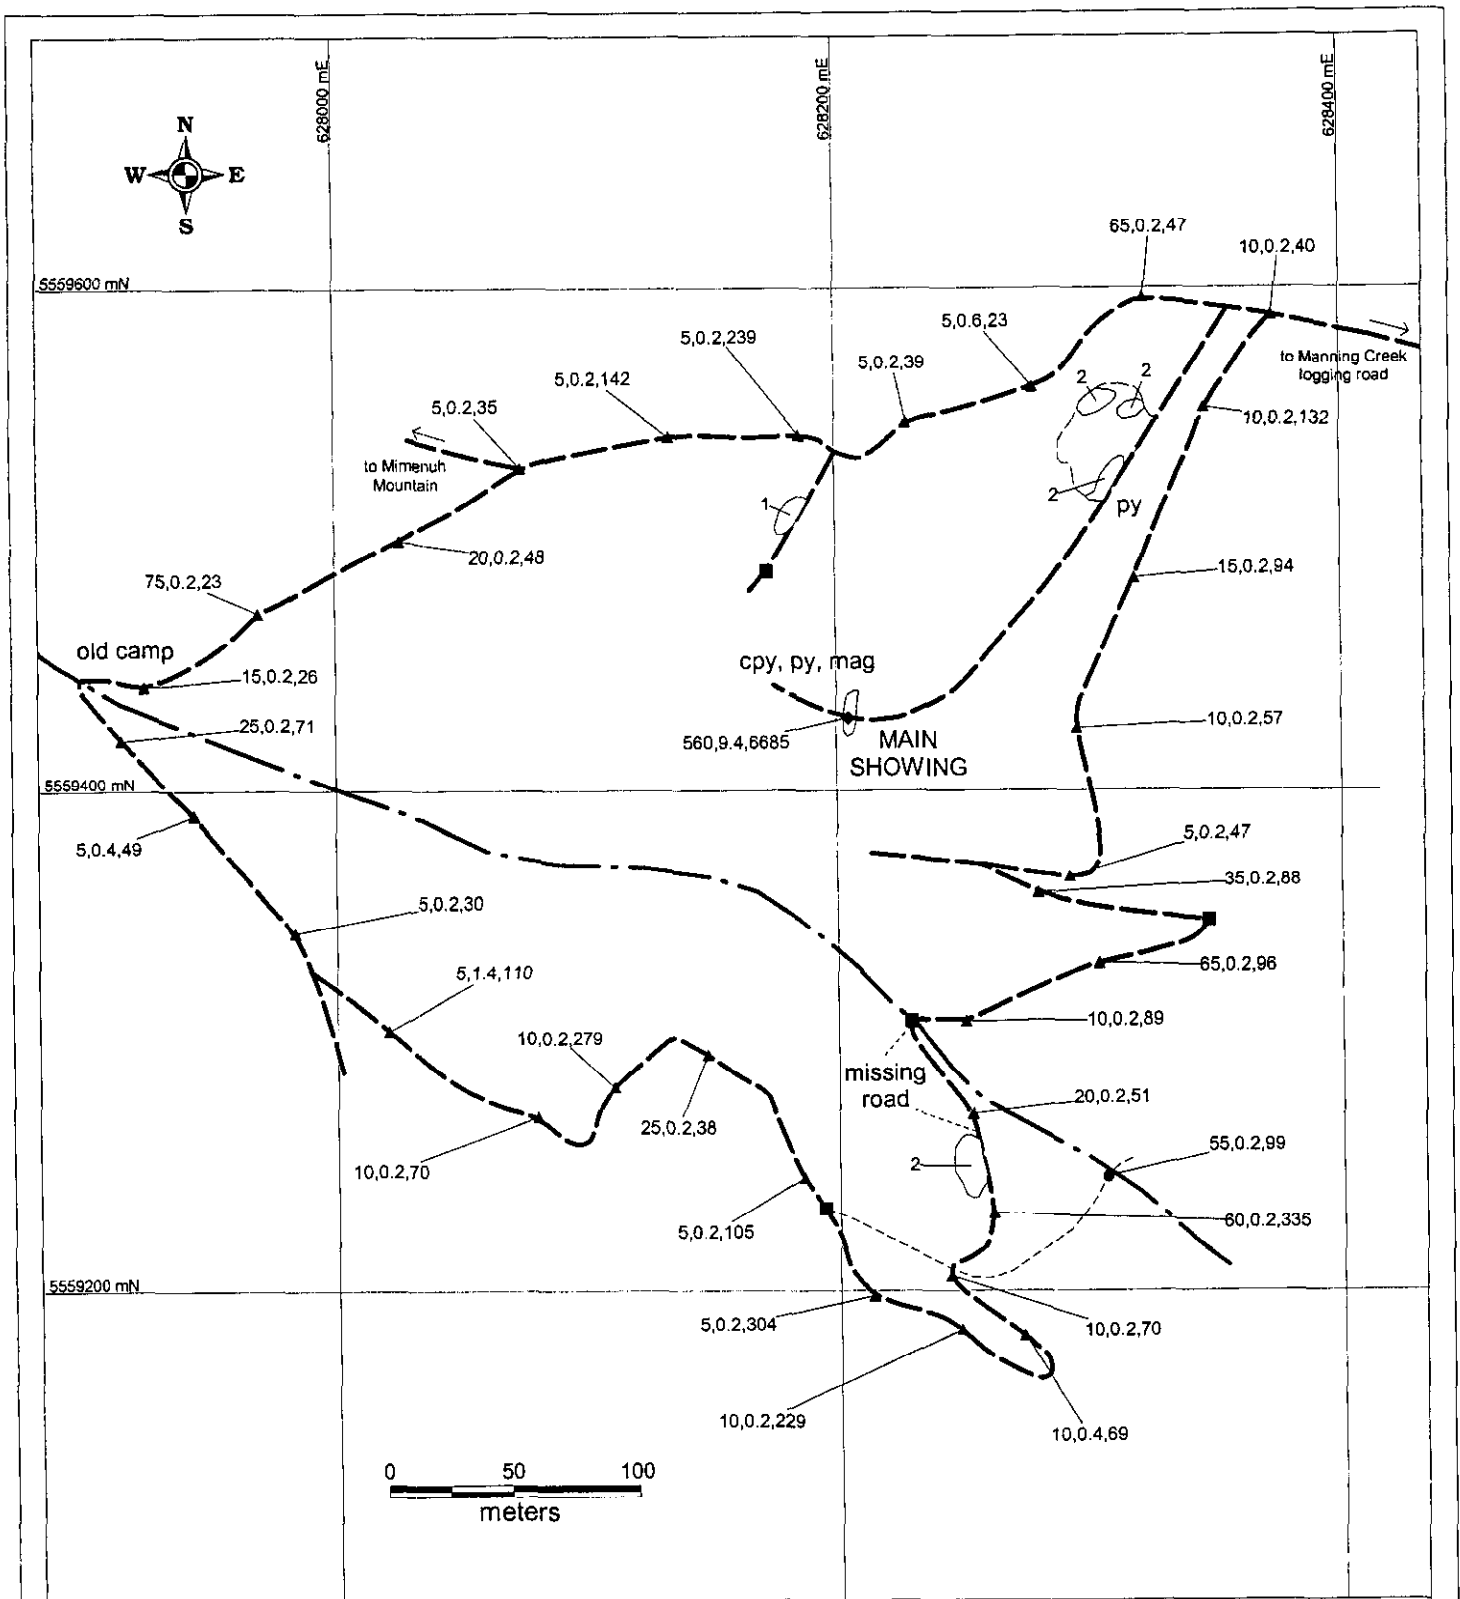 628000 mE
628200 mE
628400 mE
N
W E
S
65,0.2,47
10,0.2,40
5559600 mN
5,0.6,23
5,0.2,239
to Manning Creek
logging road
5,0.2,39
5,0.2,142
2
2
5,0.2,35
10,0.2,132
to Mimenuh
Mountain
1
2
py
20,0.2,48
15,0.2,94
75,0.2,23
old camp
cpy, py, mag
15,0.2,26
10,0.2,57
25,0.2,71
560,9.4,6685
MAIN
SHOWING
5559400 mN
5,0.2,47
5,0.4,49
35,0.2,88
5,0.2,30
65,0.2,96
5,1.4,110
10,0.2,89
10,0.2,279
missing
road
20,0.2,51
25,0.2,38
55,0.2,99
10,0.2,70
2
60,0.2,335
5,0.2,105
5559200 mN
5,0.2,304
10,0.2,70
10,0.2,229
10,0.4,69
0 50 100
meters